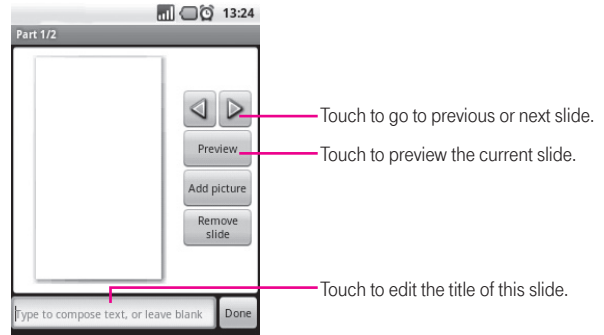 13:24
Part 1/2
Touch to go to previous or next slide.
Preview
Touch to preview the current slide.
Add picture
Remove
slide
Touch to edit the title of this slide.
Type to compose text, or leave blank
Done